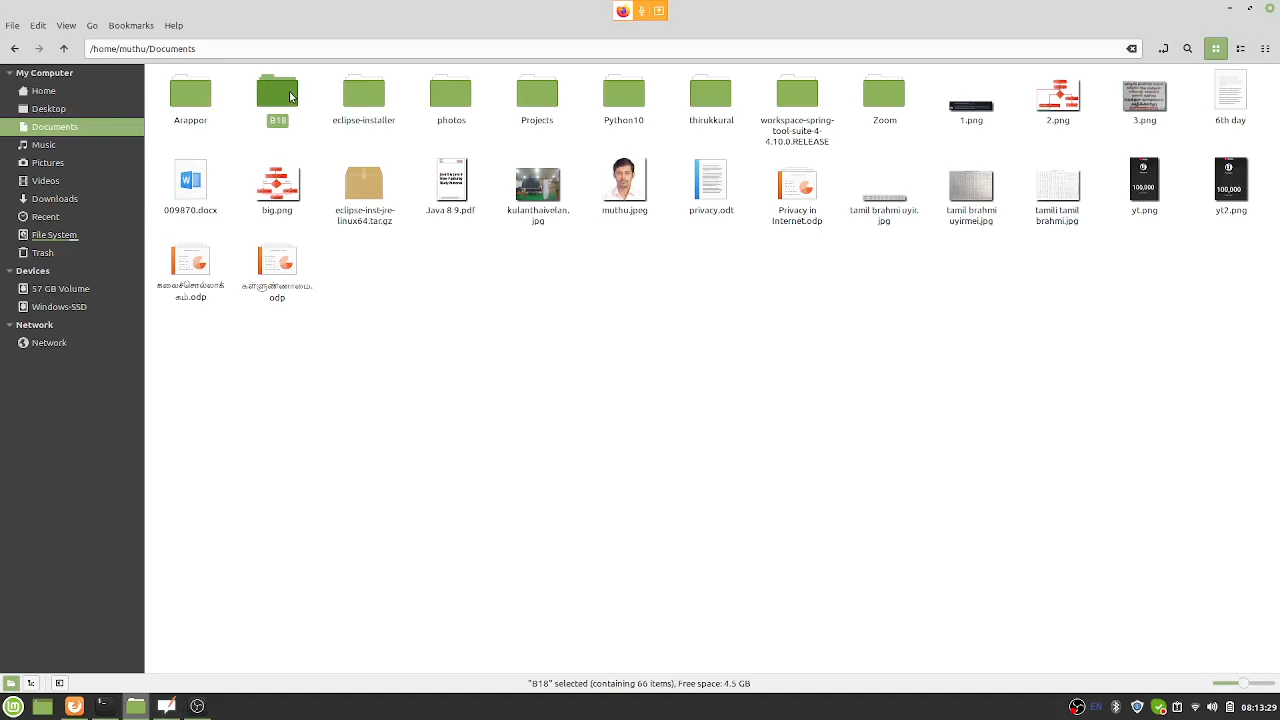 File Edit View Go Bookmarks Help
/home/muthu/Documents
My Computer
Home
Desktop
Documents
Music
Pictures
Videos
Downloads
Recent
File System
Trash
Devices
57 GB Volume
Windows-SSD
Network
Network
Arappor
B18
eclipse-installer
photos
Projects
Python10
thirukkural
workspace-spring-
tool-suite-4-
4.10.0.RELEASE
Zoom
1.png
2.png
3.png
6th day
009870.docx
big.png
eclipse-inst-jre-
linux64.tar.gz
Java 8 9.pdf
kulanthaivelan.
jpg
muthu.jpeg
privacy.odt
Privacy in
Internet.odp
tamil brahmi uyir.
jpg
tamil brahmi
uyirmei.jpg
tamili tamil
brahmi.jpg
100,000
yt.png
100,000
yt2.png
கலைச்சொல்லாக்
கம்.odp
கள்ளுண்ணாமை.
odp
"B18" selected (containing 66 items), Free space: 4.5 GB
EN
08:13:29